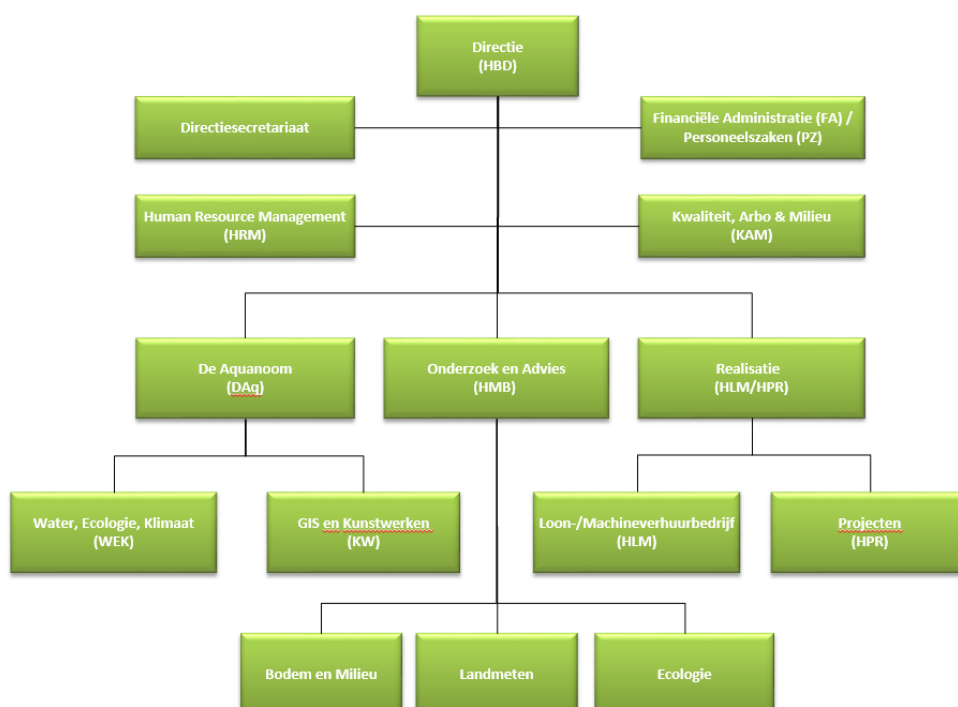 Directie
(HBD)
Directiesecretariaat
Financiële Administratie (FA) /
Personeelszaken (PZ)
Human Resource Management
(HRM)
Kwaliteit, Arbo & Milieu
(KAM)
De Aquanoom
(DAq)
Onderzoek en Advies
(HMB)
Realisatie
(HLM/HPR)
Water, Ecologie, Klimaat
(WEK)
GIS en Kunstwerken
(KW)
Loon-/Machineverhuurbedrijf
(HLM)
Projecten
(HPR)
Bodem en Milieu
Landmeten
Ecologie